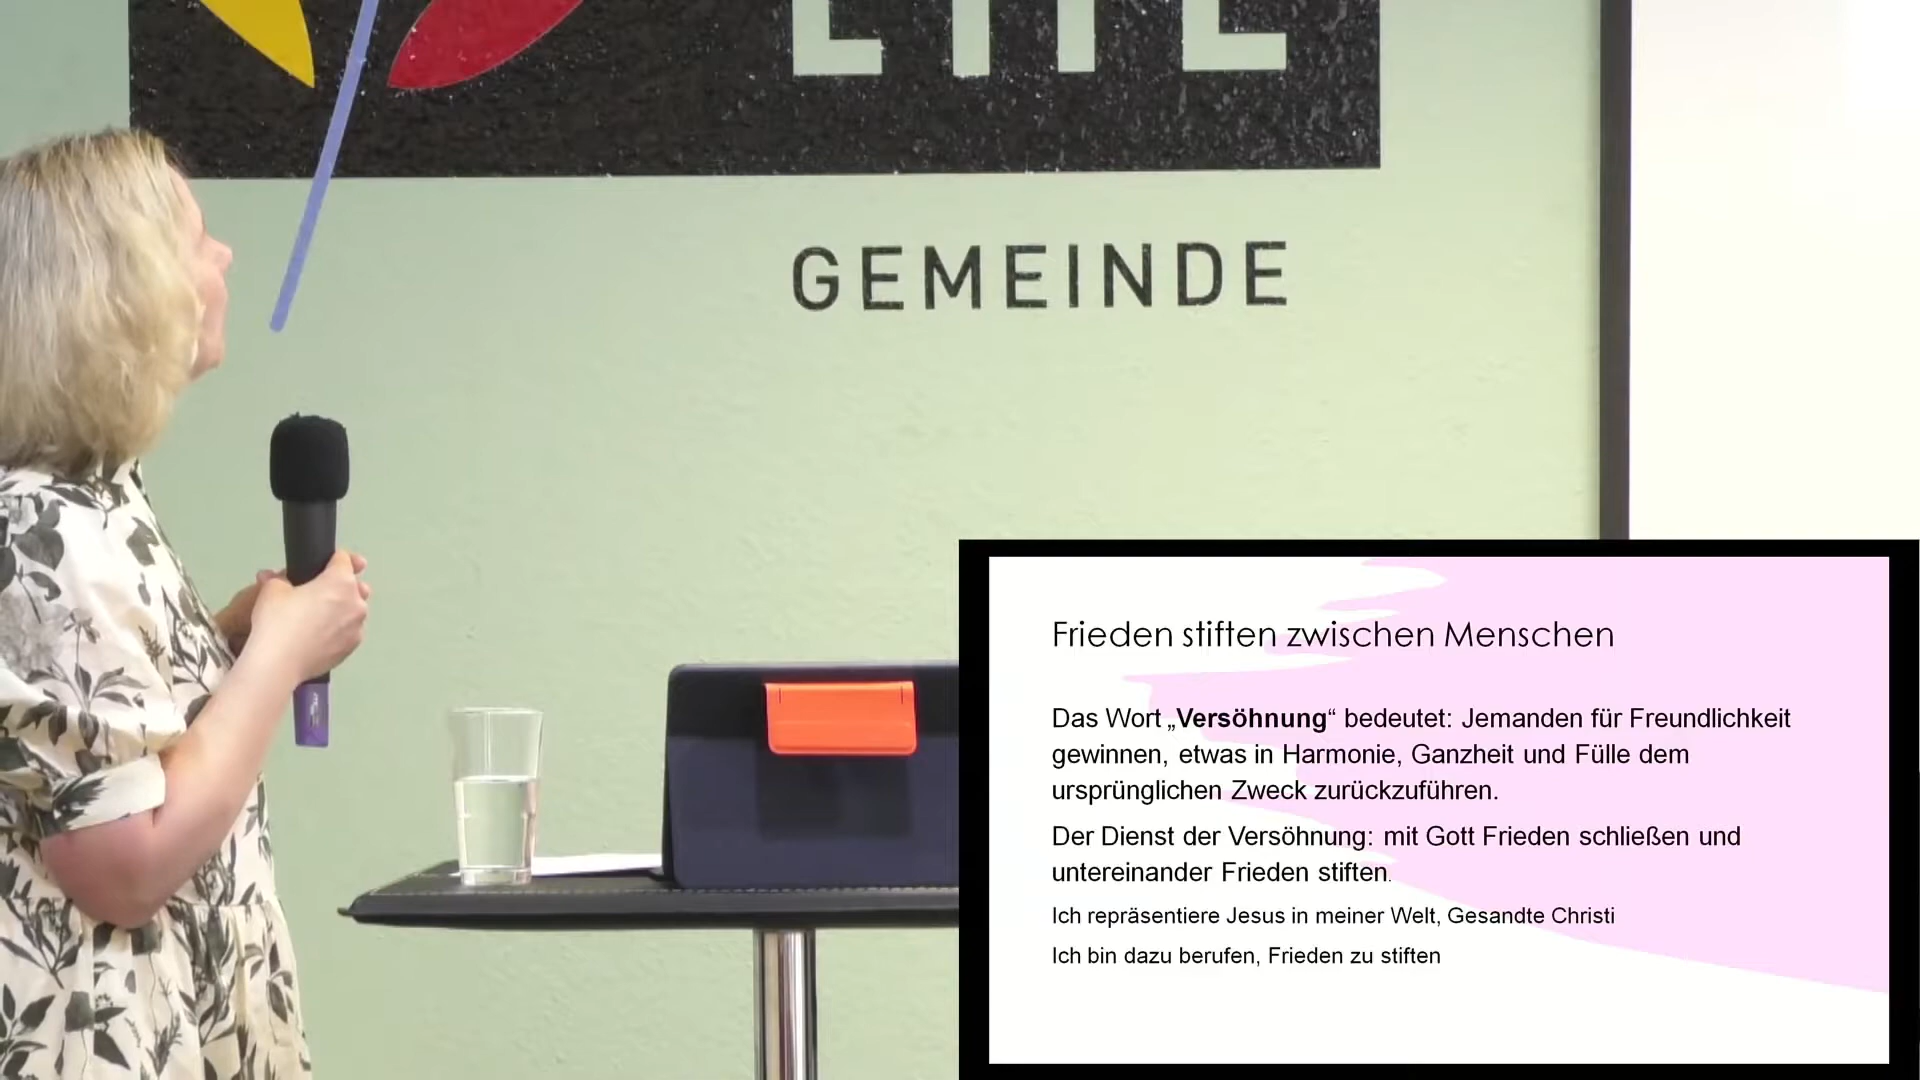 GEMEINDE
Frieden stiften zwischen Menschen
Das Wort „Versöhnung“ bedeutet: Jemanden für Freundlichkeit
gewinnen, etwas in Harmonie, Ganzheit und Fülle dem
ursprünglichen Zweck zurückzuführen.
Der Dienst der Versöhnung: mit Gott Frieden schließen und
untereinander Frieden stiften.
Ich repräsentiere Jesus in meiner Welt, Gesandte Christi
Ich bin dazu berufen, Frieden zu stiften